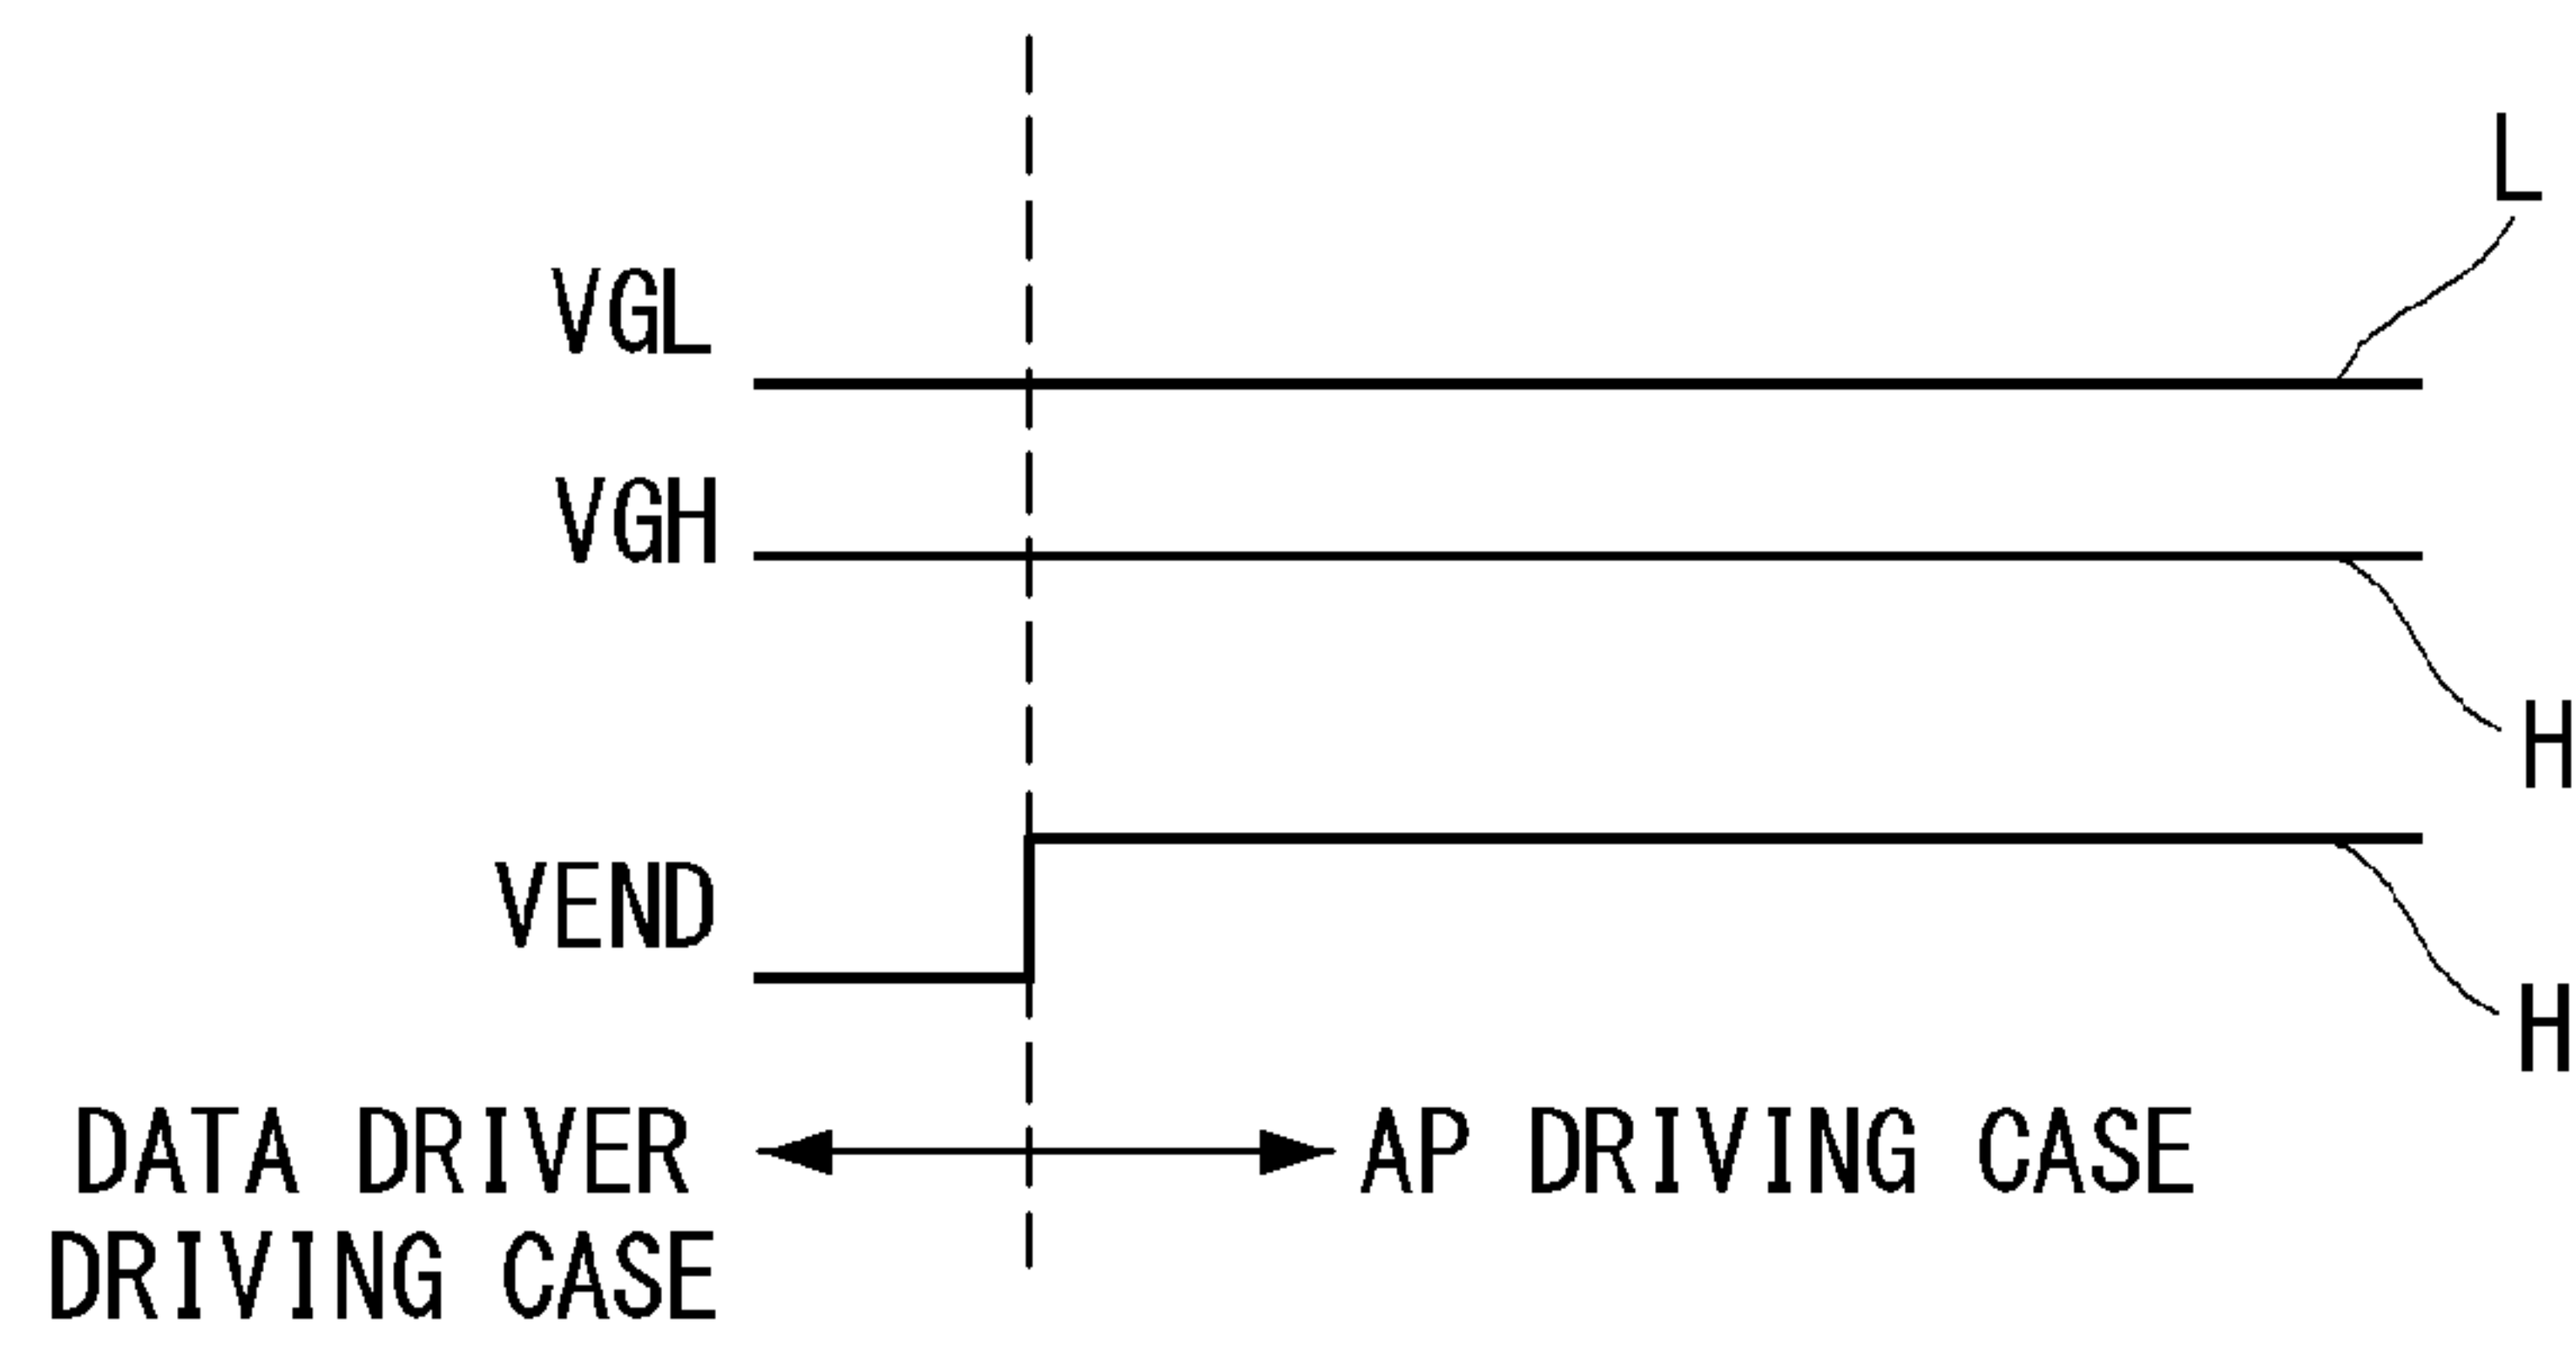 L
VGL
VGH
H
VEND
H
DATA DRIVER
DRIVING CASE
AP DRIVING CASE